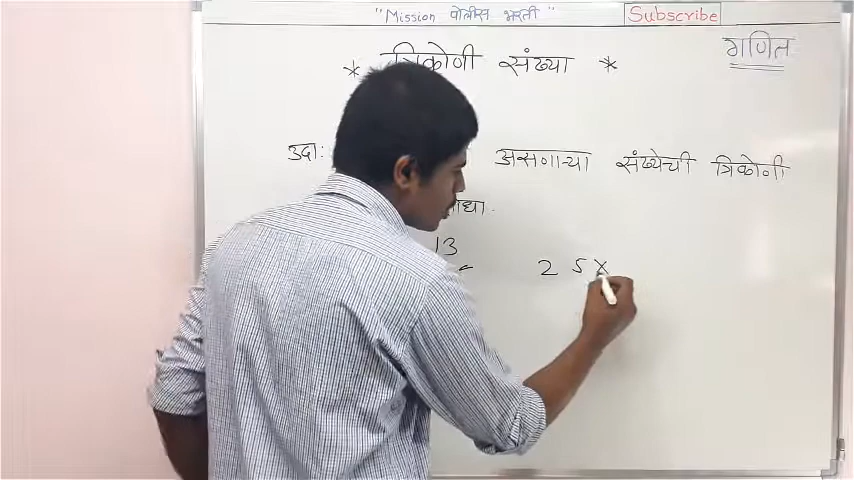 " Mission पोलीस भरती " Subscribe
गणित
* त्रिकोणी संख्या *
उदा: असणाऱ्या संख्येची त्रिकोणी
13
2 5 X